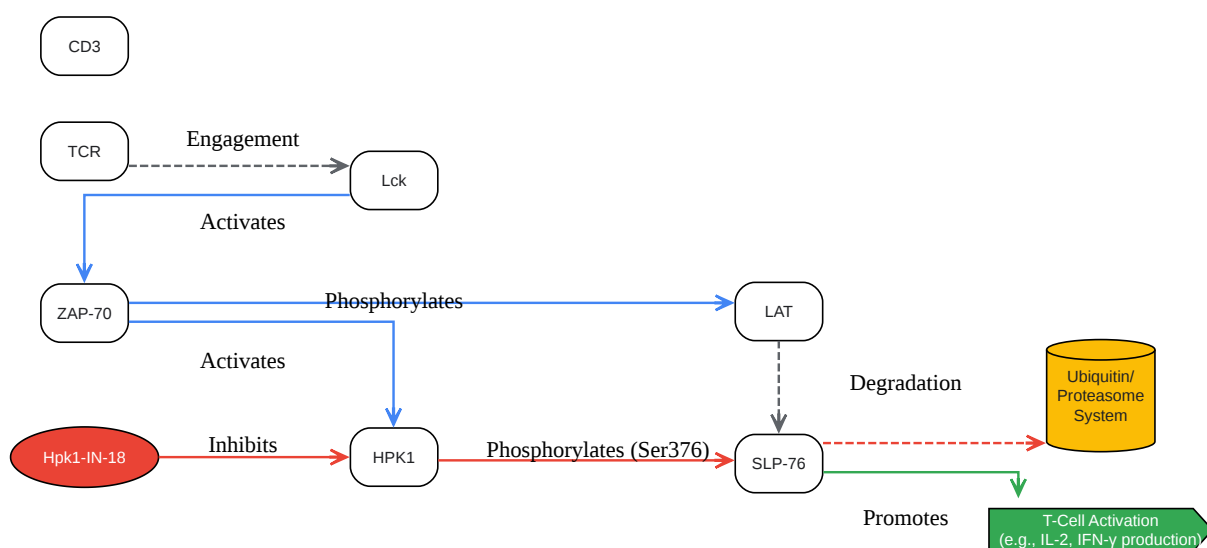 CD3
TCR
Engagement
Lck
Activates
ZAP-70
Phosphorylates
LAT
Activates
Degradation
Ubiquitin/
Proteasome
System
Hpk1-IN-18
Inhibits
HPK1
Phosphorylates (Ser376)
SLP-76
Promotes
T-Cell Activation
(e.g., IL-2, IFN-γ production)